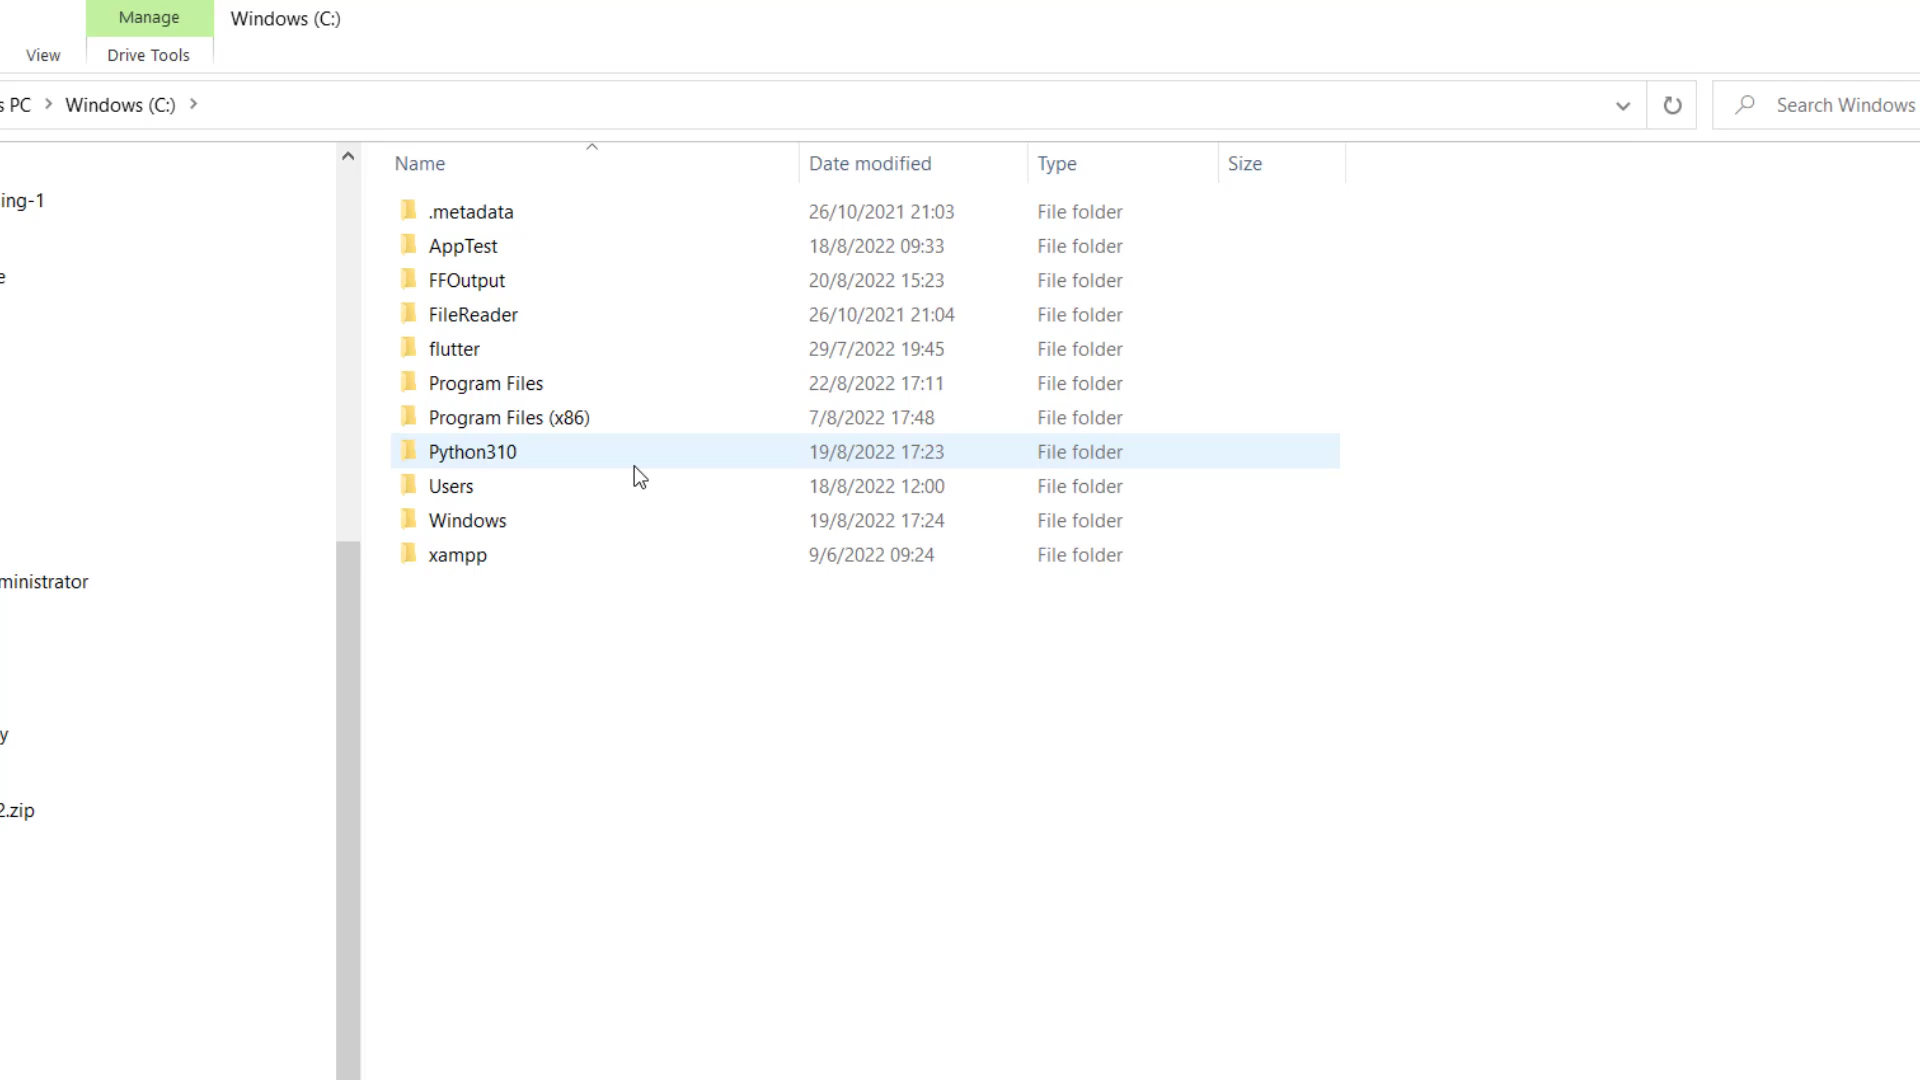 Manage
Windows (C:)
View
Drive Tools
s PC > Windows (C:) >
Search Windows
Name
Date modified
Type
Size
.metadata 26/10/2021 21:03 File folder
AppTest 18/8/2022 09:33 File folder
FFOutput 20/8/2022 15:23 File folder
FileReader 26/10/2021 21:04 File folder
flutter 29/7/2022 19:45 File folder
Program Files 22/8/2022 17:11 File folder
Program Files (x86) 7/8/2022 17:48 File folder
Python310 19/8/2022 17:23 File folder
Users 18/8/2022 12:00 File folder
Windows 19/8/2022 17:24 File folder
xampp 9/6/2022 09:24 File folder
ing-1
e
ministrator
y
2.zip